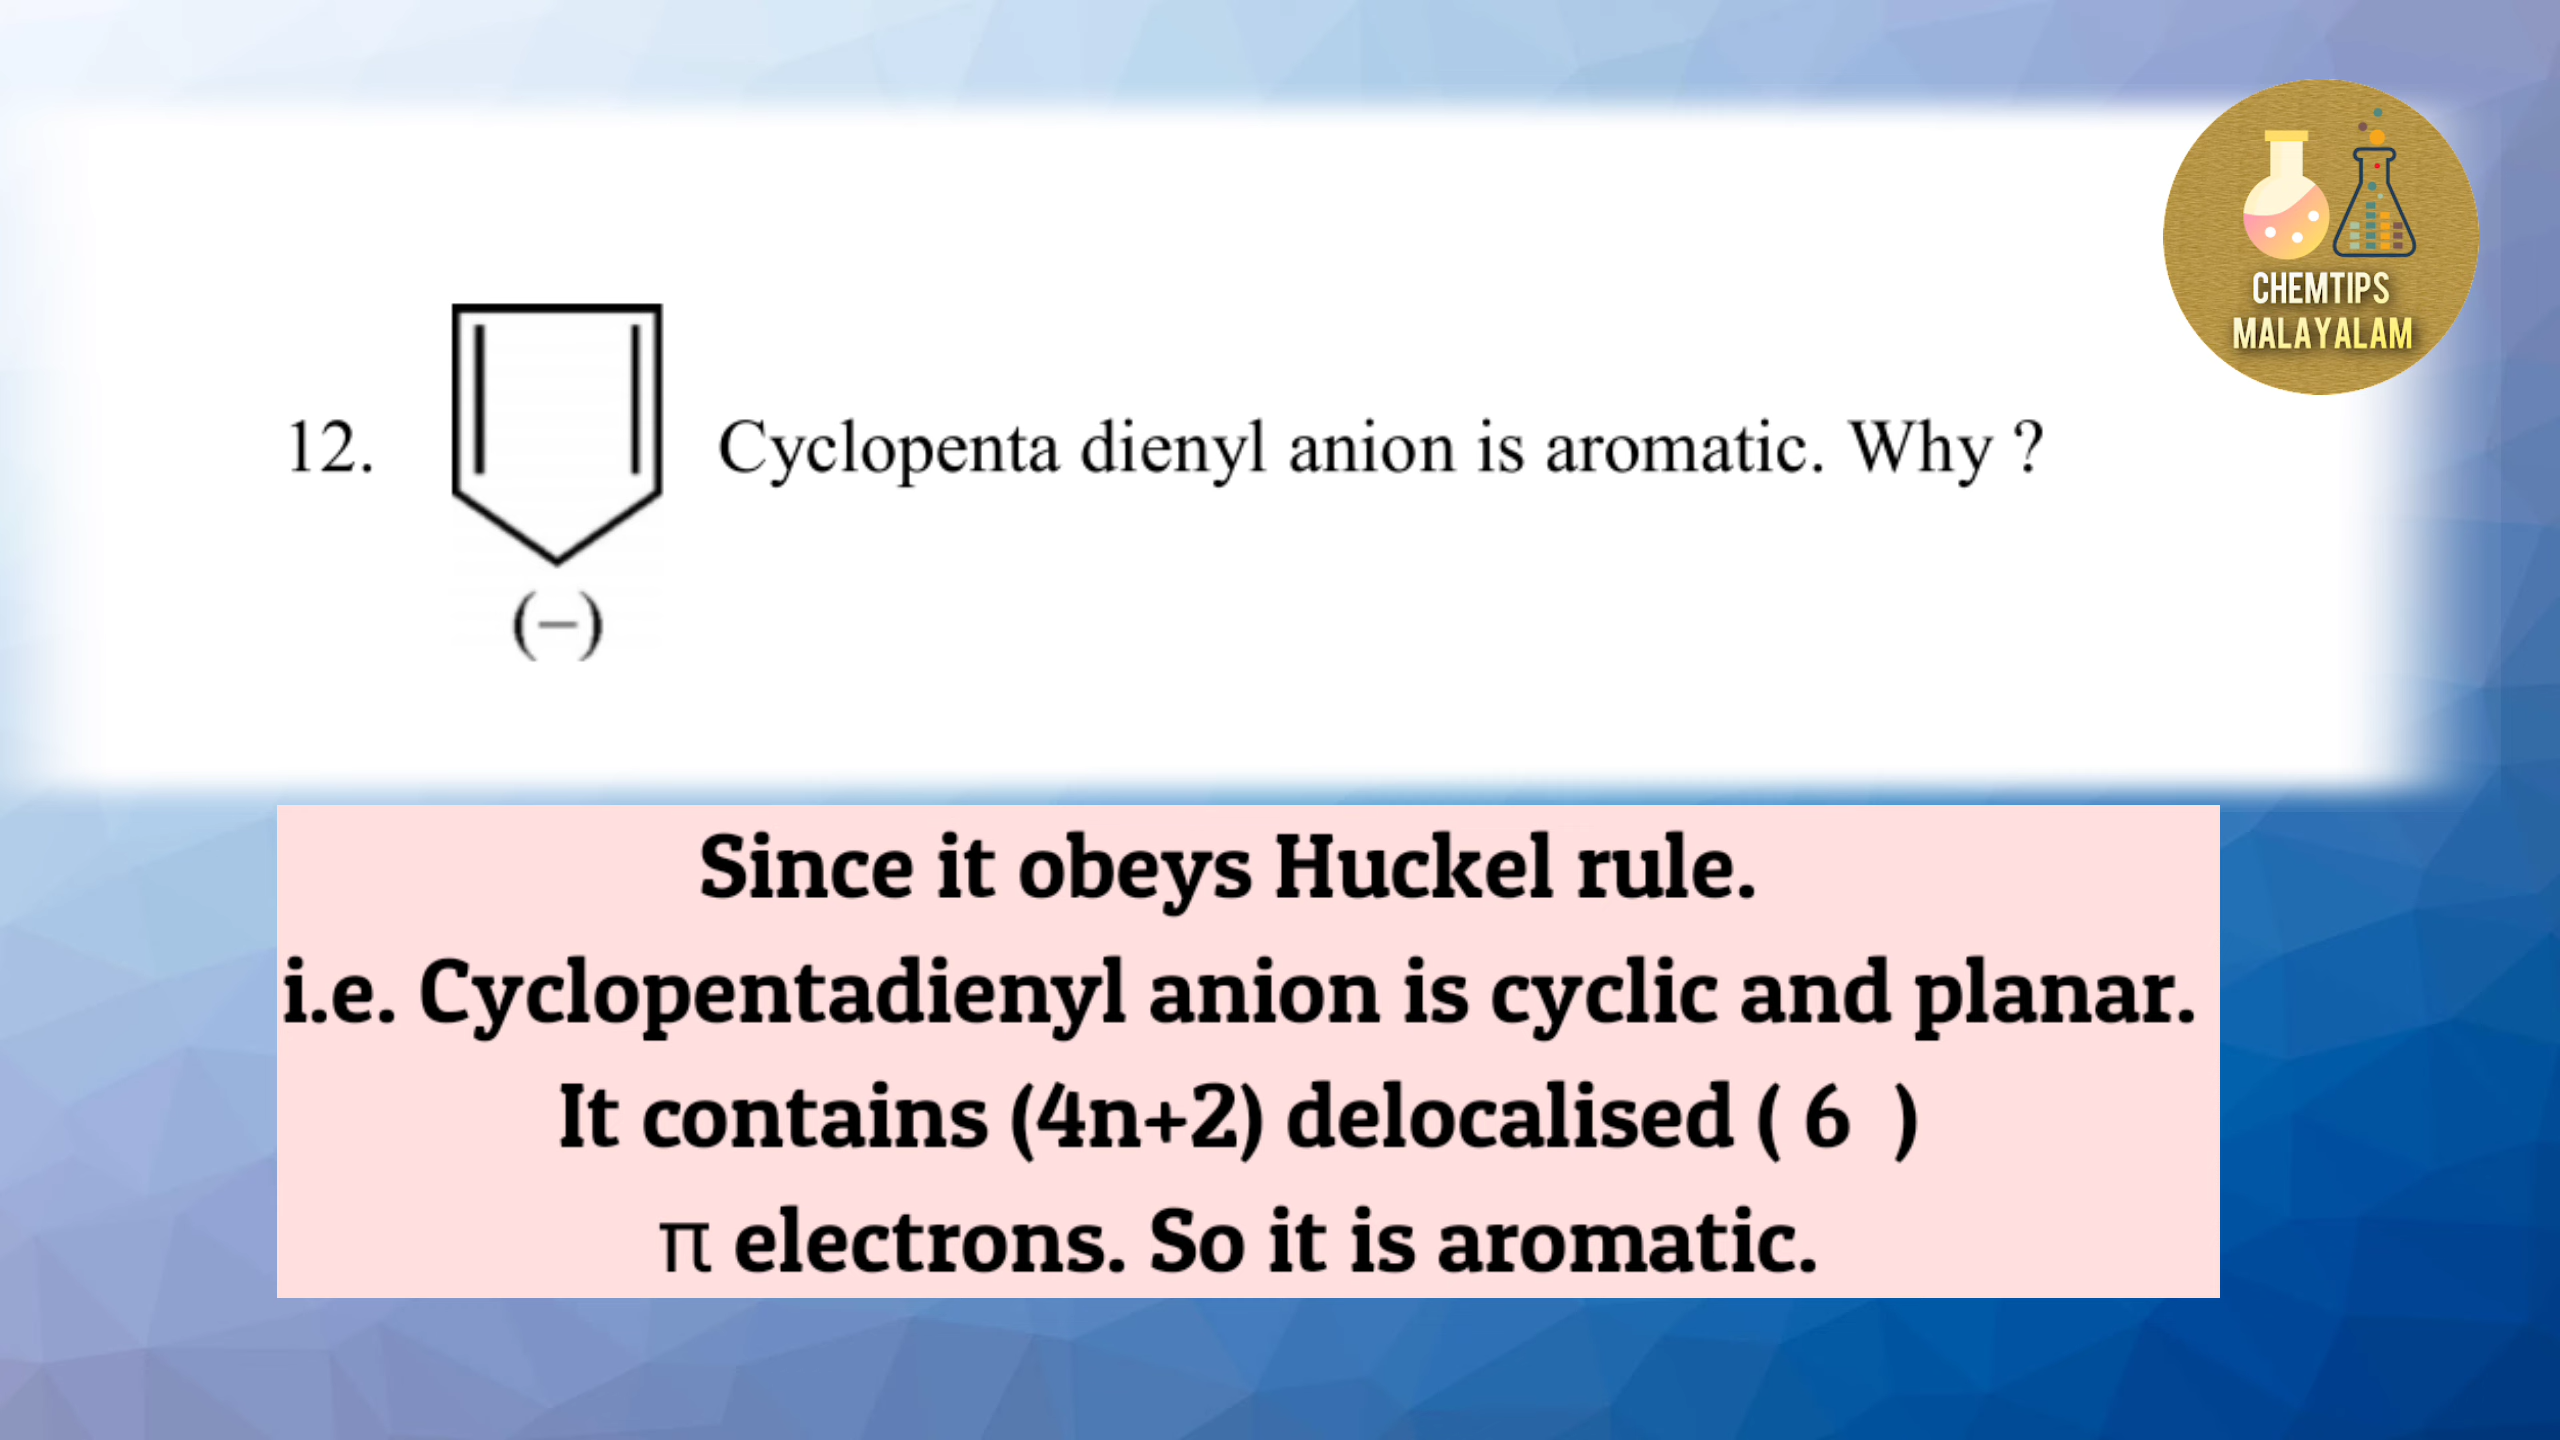 CHEMTIPS
MALAYALAM
12. Cyclopenta dienyl anion is aromatic. Why ?
(−)
Since it obeys Huckel rule.
i.e. Cyclopentadienyl anion is cyclic and planar.
It contains (4n+2) delocalised ( 6 )
π electrons. So it is aromatic.